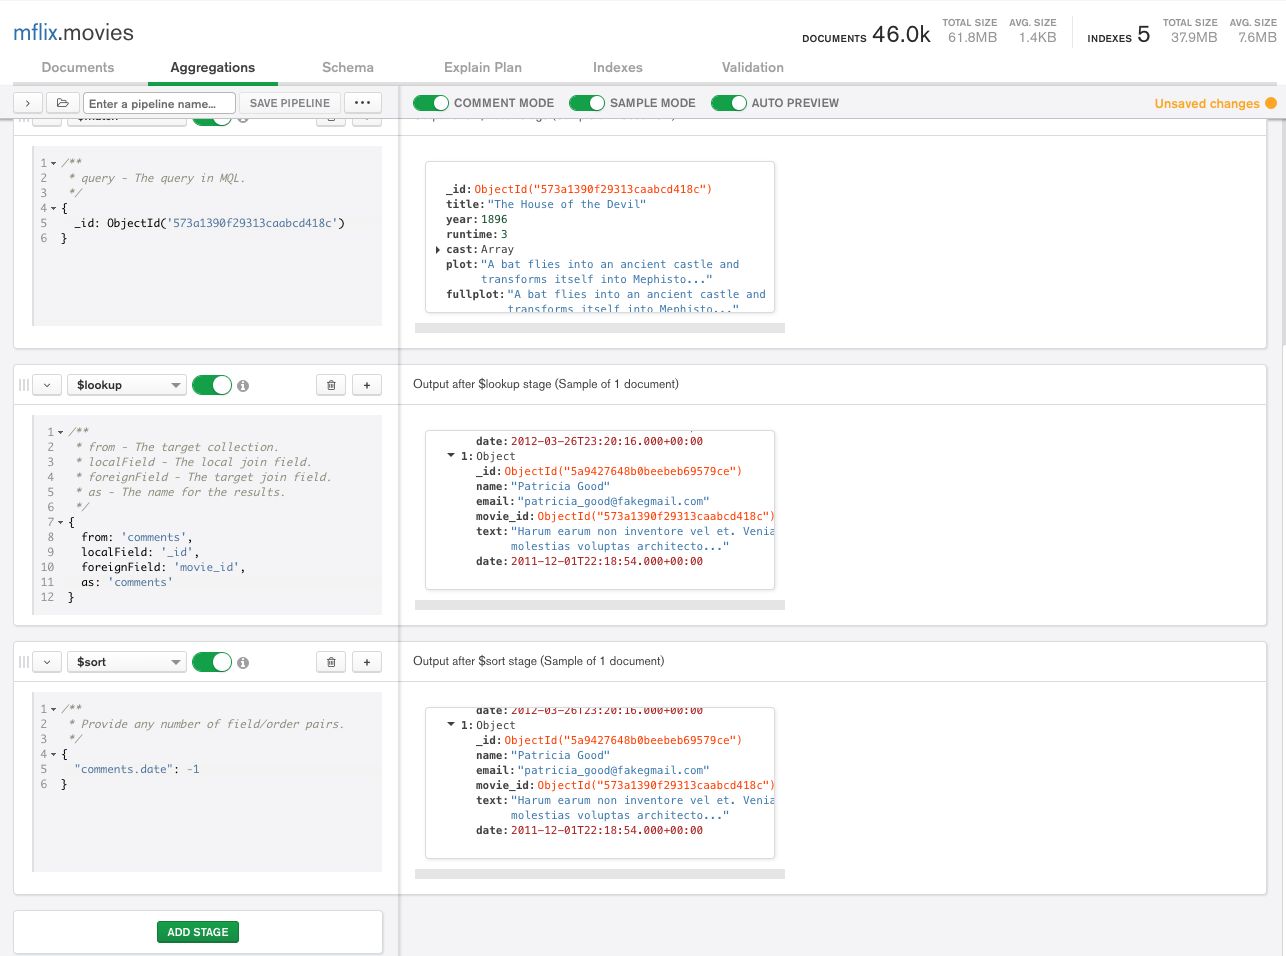 mflix.movies
DOCUMENTS 46.0k TOTAL SIZE 61.8MB AVG. SIZE 1.4KB INDEXES 5 TOTAL SIZE 37.9MB AVG. SIZE 7.6MB
Documents Aggregations Schema Explain Plan Indexes Validation
Enter a pipeline name... SAVE PIPELINE ••• COMMENT MODE SAMPLE MODE AUTO PREVIEW Unsaved changes
1 /**
2 * query - The query in MQL.
3 */
4 {
5 _id: ObjectId('573a1390f29313caabcd418c')
6 }
_id: ObjectId("573a1390f29313caabcd418c")
title: "The House of the Devil"
year: 1896
runtime: 3
cast: Array
plot: "A bat flies into an ancient castle and
transforms itself into Mephisto..."
fullplot: "A bat flies into an ancient castle and
transforms itself into Mephisto..."
$lookup
Output after $lookup stage (Sample of 1 document)
1 /**
2 * from - The target collection.
3 * localField - The local join field.
4 * foreignField - The target join field.
5 * as - The name for the results.
6 */
7 {
8 from: 'comments',
9 localField: '_id',
10 foreignField: 'movie_id',
11 as: 'comments'
12 }
date: 2012-03-26T23:20:16.000+00:00
1: Object
_id: ObjectId("5a9427648b0beebeb69579ce")
name: "Patricia Good"
email: "patricia_good@fakegmail.com"
movie_id: ObjectId("573a1390f29313caabcd418c")
text: "Harum earum non inventore vel et. Venia
molestias voluptas architecto..."
date: 2011-12-01T22:18:54.000+00:00
$sort
Output after $sort stage (Sample of 1 document)
1 /**
2 * Provide any number of field/order pairs.
3 */
4 {
5 "comments.date": -1
6 }
date: 2012-03-26T23:20:16.000+00:00
1: Object
_id: ObjectId("5a9427648b0beebeb69579ce")
name: "Patricia Good"
email: "patricia_good@fakegmail.com"
movie_id: ObjectId("573a1390f29313caabcd418c")
text: "Harum earum non inventore vel et. Venia
molestias voluptas architecto..."
date: 2011-12-01T22:18:54.000+00:00
ADD STAGE